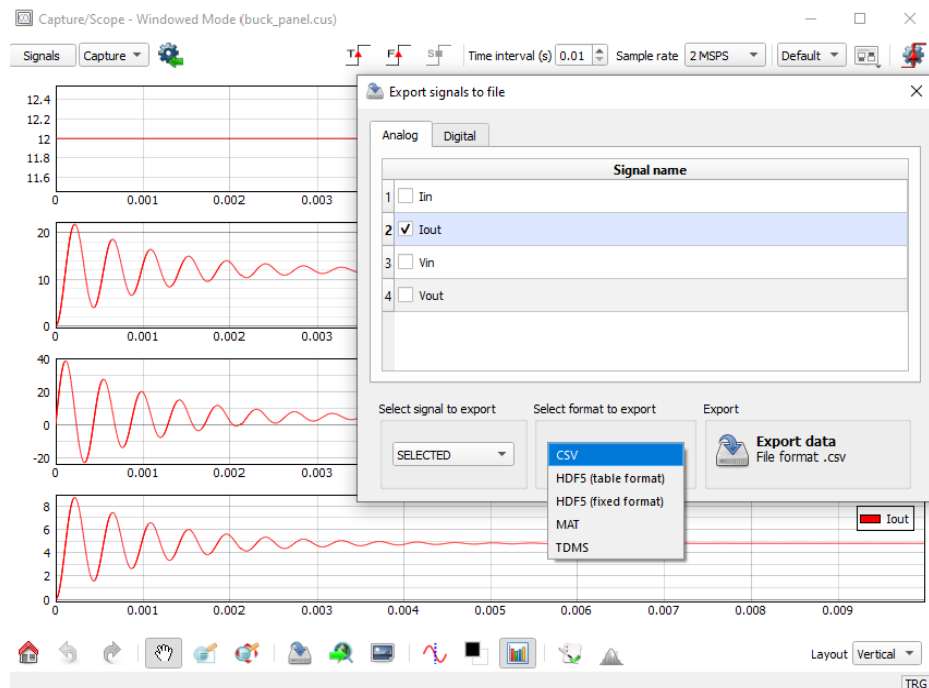 Capture/Scope - Windowed Mode (buck_panel.cus)
Signals Capture T F S Time interval (s) 0.01 Sample rate 2 MSPS Default
Export signals to file
Analog Digital
Signal name
1 Iin
2 Iout
3 Vin
4 Vout
Select signal to export Select format to export Export
SELECTED
CSV
HDF5 (table format)
HDF5 (fixed format)
MAT
TDMS
Export data
File format .csv
12.4
12.2
12
11.8
11.6
0 0.001 0.002 0.003
20
10
0
0 0.001 0.002 0.003
40
20
0
-20
0 0.001 0.002 0.003
8
6
4
2
0
Iout
0 0.001 0.002 0.003 0.004 0.005 0.006 0.007 0.008 0.009
Layout Vertical
TRG